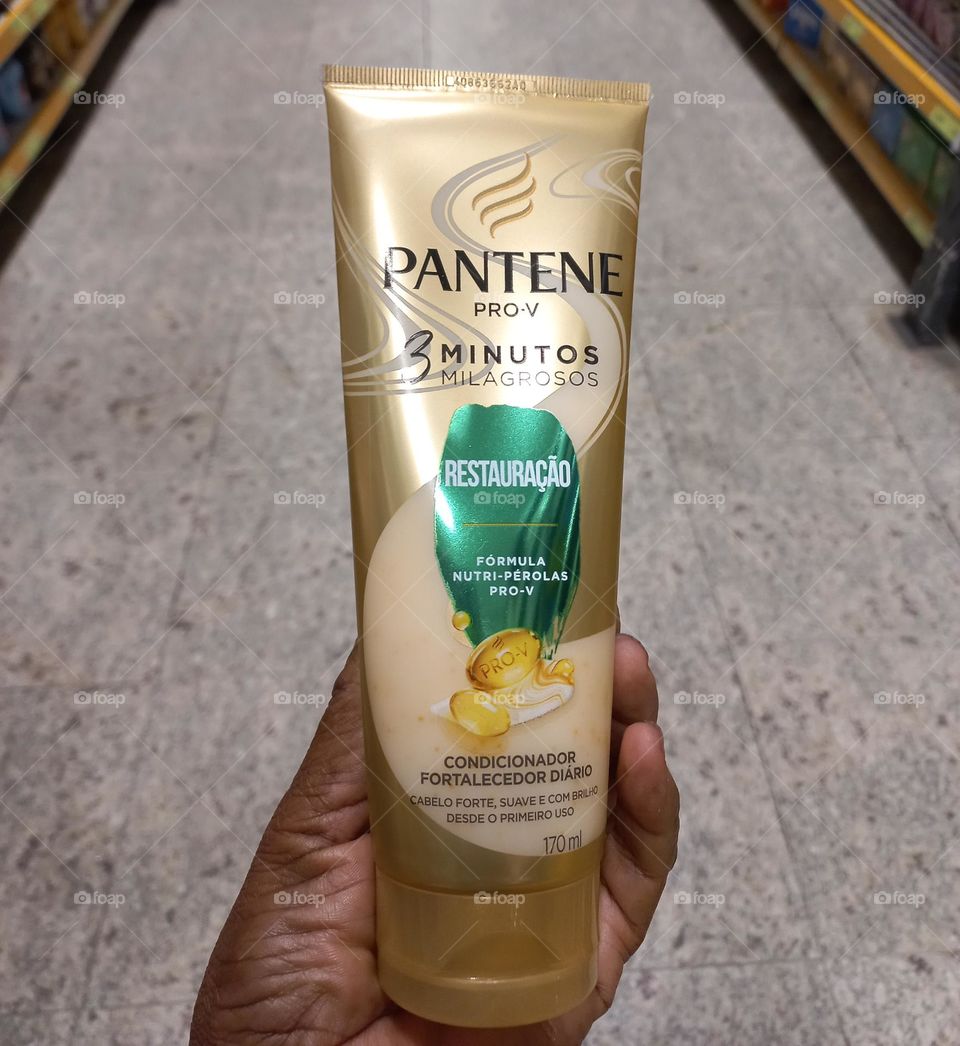 PANTENE
PRO-V
3 MINUTOS
MILAGROSOS
RESTAURAÇÃO
FÓRMULA
NUTRI-PÉROLAS
PRO-V
PRO-V
CONDICIONADOR
FORTALECEDOR DIÁRIO
CABELO FORTE, SUAVE E COM BRILHO
DESDE O PRIMEIRO USO
170 ml
foap